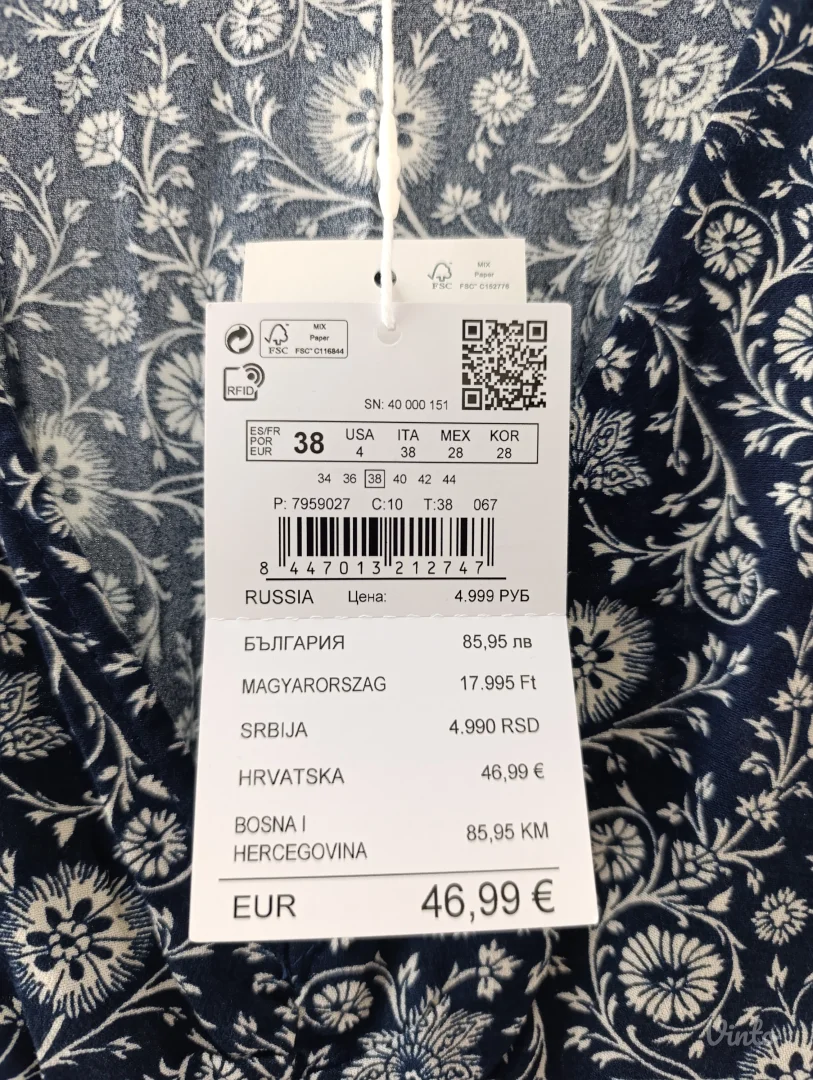 MIX
Paper
FSC
FSC® C152776
MIX
Paper
FSC
FSC® C116844
RFID
SN: 40 000 151
ES/FR
POR
EUR
38
USA
4
ITA
38
MEX
28
KOR
28
34 36 38 40 42 44
P: 7959027 C:10 T:38 067
8 447013 212747
RUSSIA Цена: 4.999 РУБ
БЪЛГАРИЯ 85,95 лв
MAGYARORSZAG 17.995 Ft
SRBIJA 4.990 RSD
HRVATSKA 46,99 €
BOSNA I
HERCEGOVINA 85,95 KM
EUR 46,99 €
Vinted